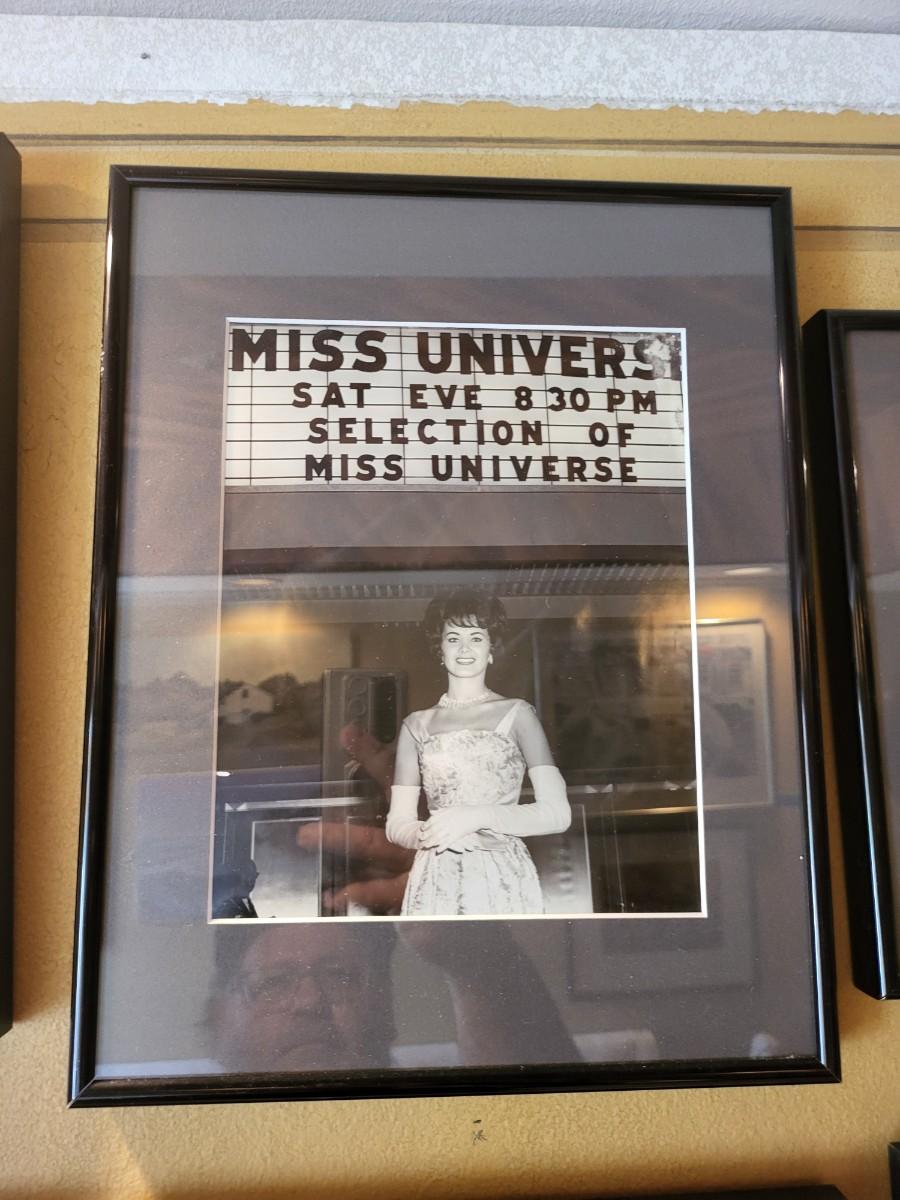 MISS UNIVERS
SAT EVE 8 30 PM
SELECTION OF
MISS UNIVERSE